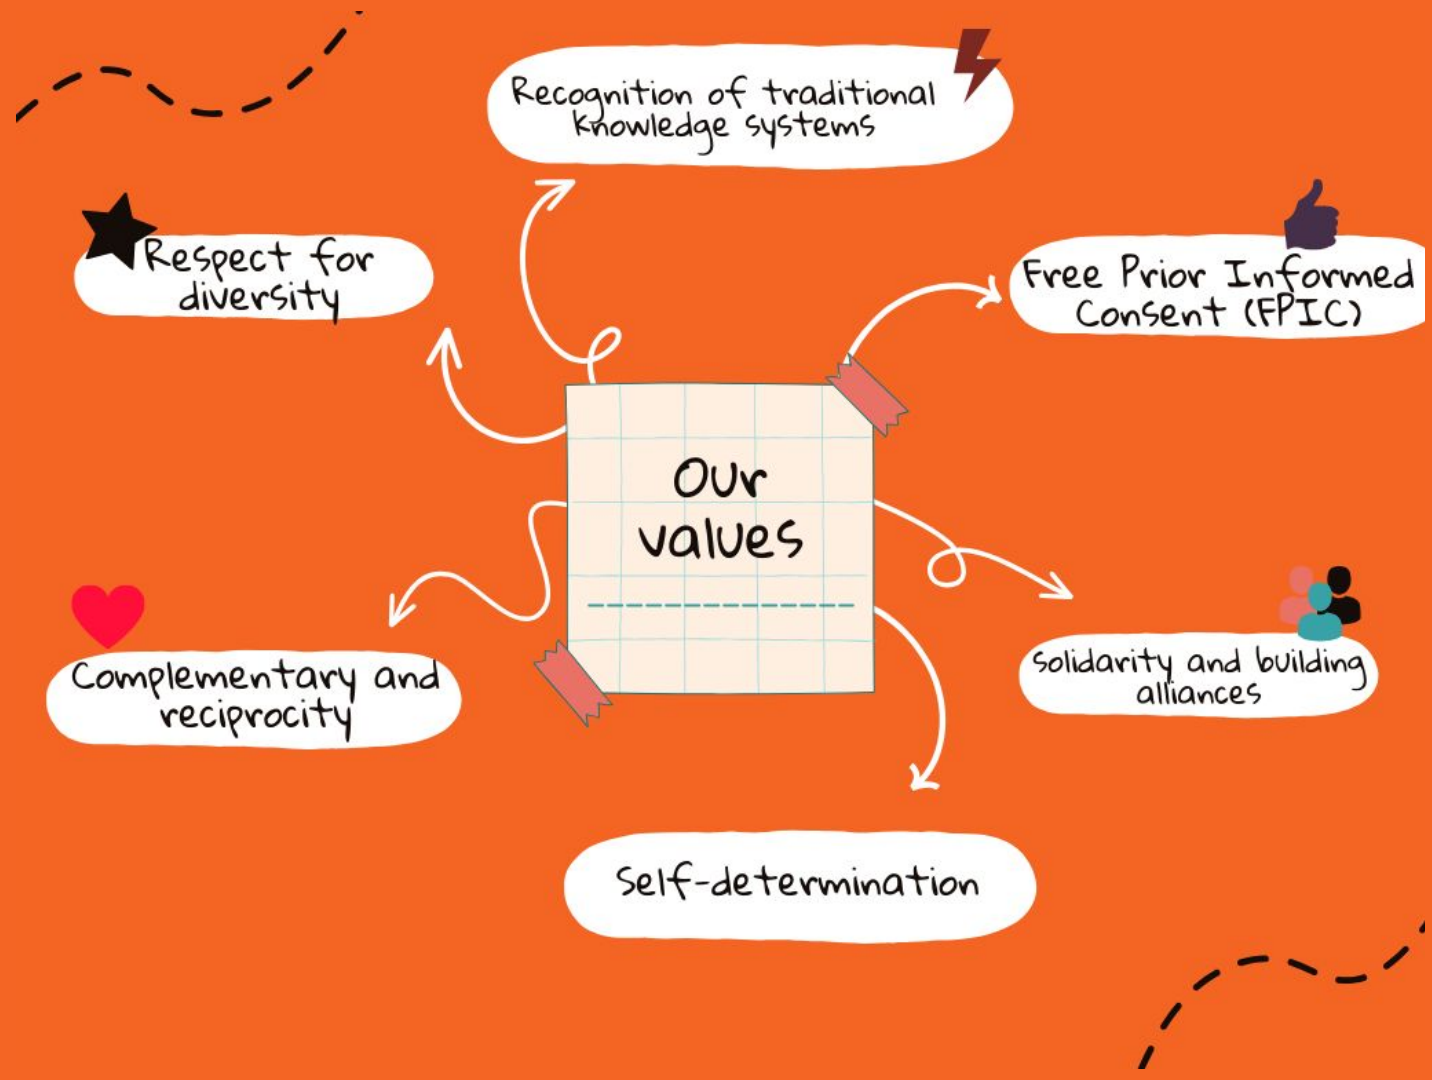 Recognition of traditional
knowledge systems
Respect for
diversity
Free Prior Informed
Consent (FPIC)
Our
values
Complementary and
reciprocity
Solidarity and building
alliances
Self-determination